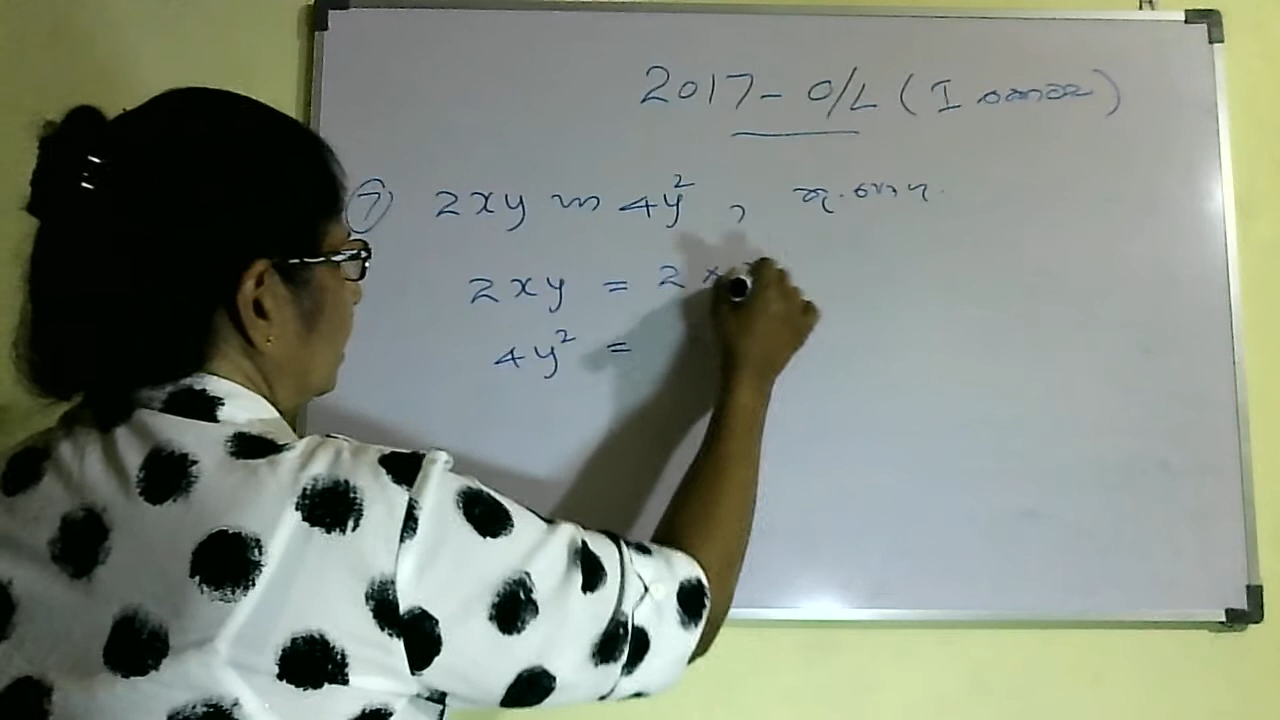 2017 - O/L (I
⑦ 2xy 4y² ,
2xy = 2 ×
4y² =